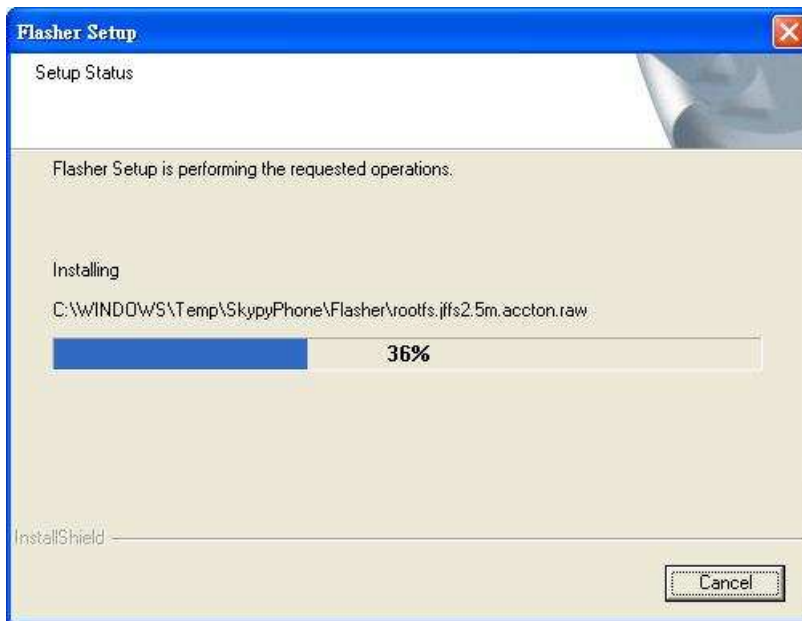 Flasher Setup
Setup Status
Flasher Setup is performing the requested operations.
Installing
C:\WINDOWS\Temp\SkypyPhone\Flasher\rootfs.jffs2.5m.accton.raw
36%
InstallShield
Cancel